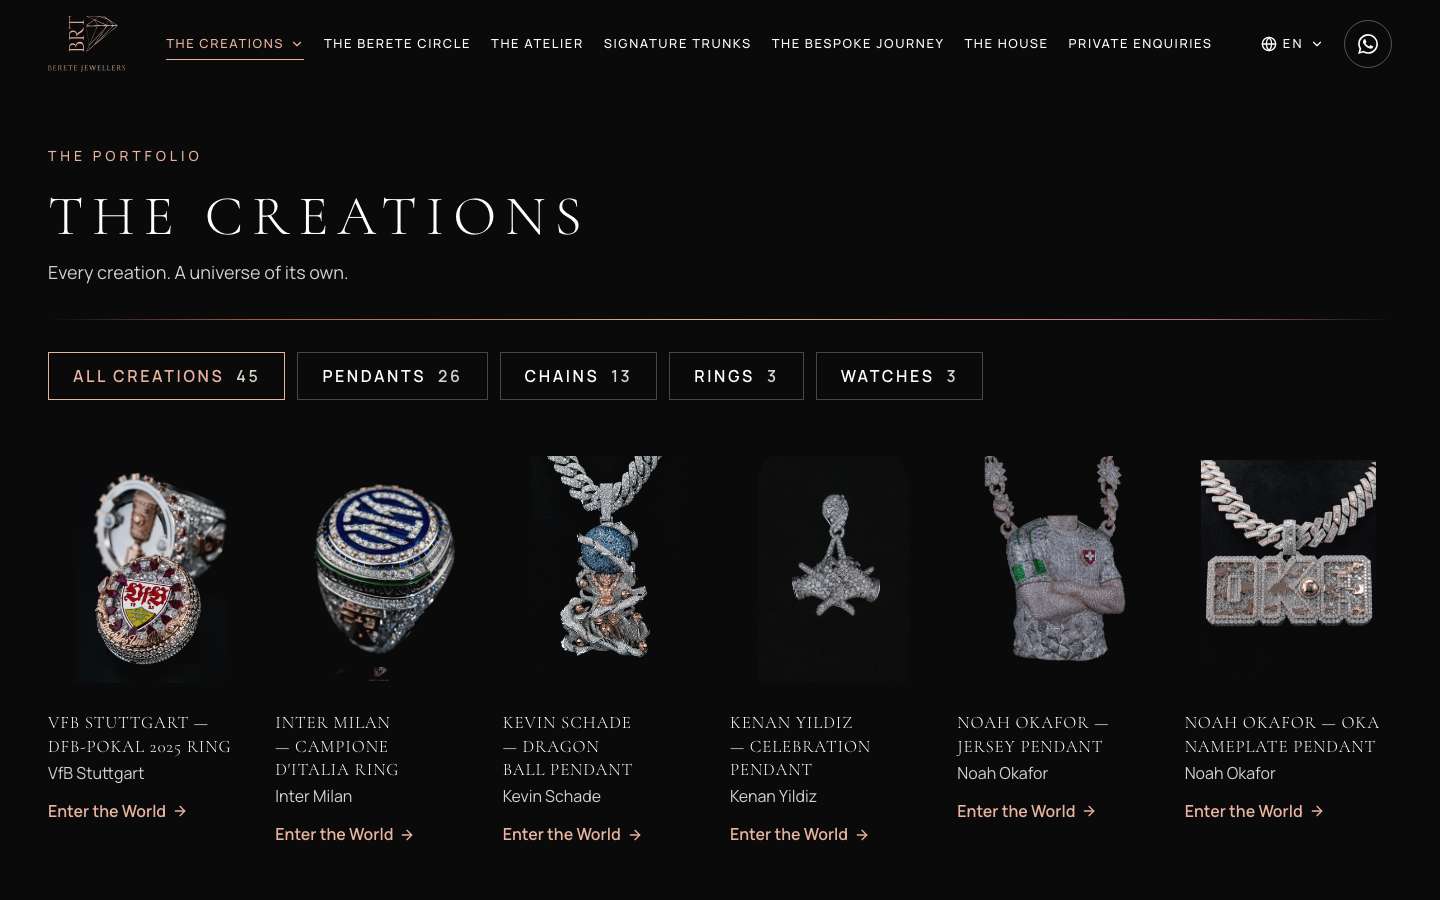 BRT
BERETE JEWELLERS
THE CREATIONS
THE BERETE CIRCLE
THE ATELIER
SIGNATURE TRUNKS
THE BESPOKE JOURNEY
THE HOUSE
PRIVATE ENQUIRIES
EN
THE PORTFOLIO
THE CREATIONS
Every creation. A universe of its own.
ALL CREATIONS 45
PENDANTS 26
CHAINS 13
RINGS 3
WATCHES 3
OKA
VFB STUTTGART —
DFB-POKAL 2025 RING
VfB Stuttgart
Enter the World →
INTER MILAN
— CAMPIONE
D'ITALIA RING
Inter Milan
Enter the World →
KEVIN SCHADE
— DRAGON
BALL PENDANT
Kevin Schade
Enter the World →
KENAN YILDIZ
— CELEBRATION
PENDANT
Kenan Yildiz
Enter the World →
NOAH OKAFOR —
JERSEY PENDANT
Noah Okafor
Enter the World →
NOAH OKAFOR — OKA
NAMEPLATE PENDANT
Noah Okafor
Enter the World →